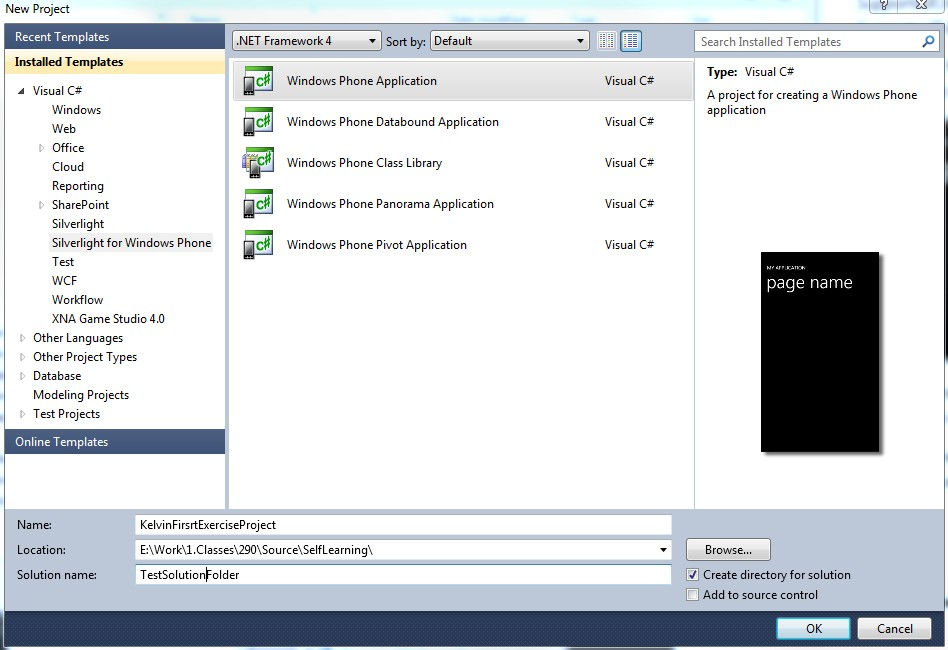 New Project
?
Recent Templates
Installed Templates
Visual C#
Windows
Web
Office
Cloud
Reporting
SharePoint
Silverlight
Silverlight for Windows Phone
Test
WCF
Workflow
XNA Game Studio 4.0
Other Languages
Other Project Types
Database
Modeling Projects
Test Projects
Online Templates
.NET Framework 4 Sort by: Default
Windows Phone Application Visual C#
Windows Phone Databound Application Visual C#
Windows Phone Class Library Visual C#
Windows Phone Panorama Application Visual C#
Windows Phone Pivot Application Visual C#
Search Installed Templates
Type: Visual C#
A project for creating a Windows Phone
application
MY APPLICATION
page name
Name: KelvinFirsrtExerciseProject
Location: E:\Work\1.Classes\290\Source\SelfLearning\ Browse...
Solution name: TestSolutionFolder Create directory for solution
Add to source control
OK Cancel